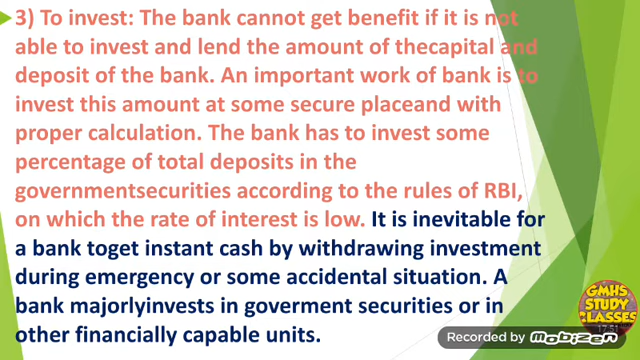 3) To invest: The bank cannot get benefit if it is not
able to invest and lend the amount of thecapital and
deposit of the bank. An important work of bank is to
invest this amount at some secure placeand with
proper calculation. The bank has to invest some
percentage of total deposits in the
governmentsecurities according to the rules of RBI,
on which the rate of interest is low. It is inevitable for
a bank toget instant cash by withdrawing investment
during emergency or some accidental situation. A
bank majorlyinvests in goverment securities or in
other financially capable units.
GMHS
STUDY
CLASSES
17:51
Recorded by mobizen